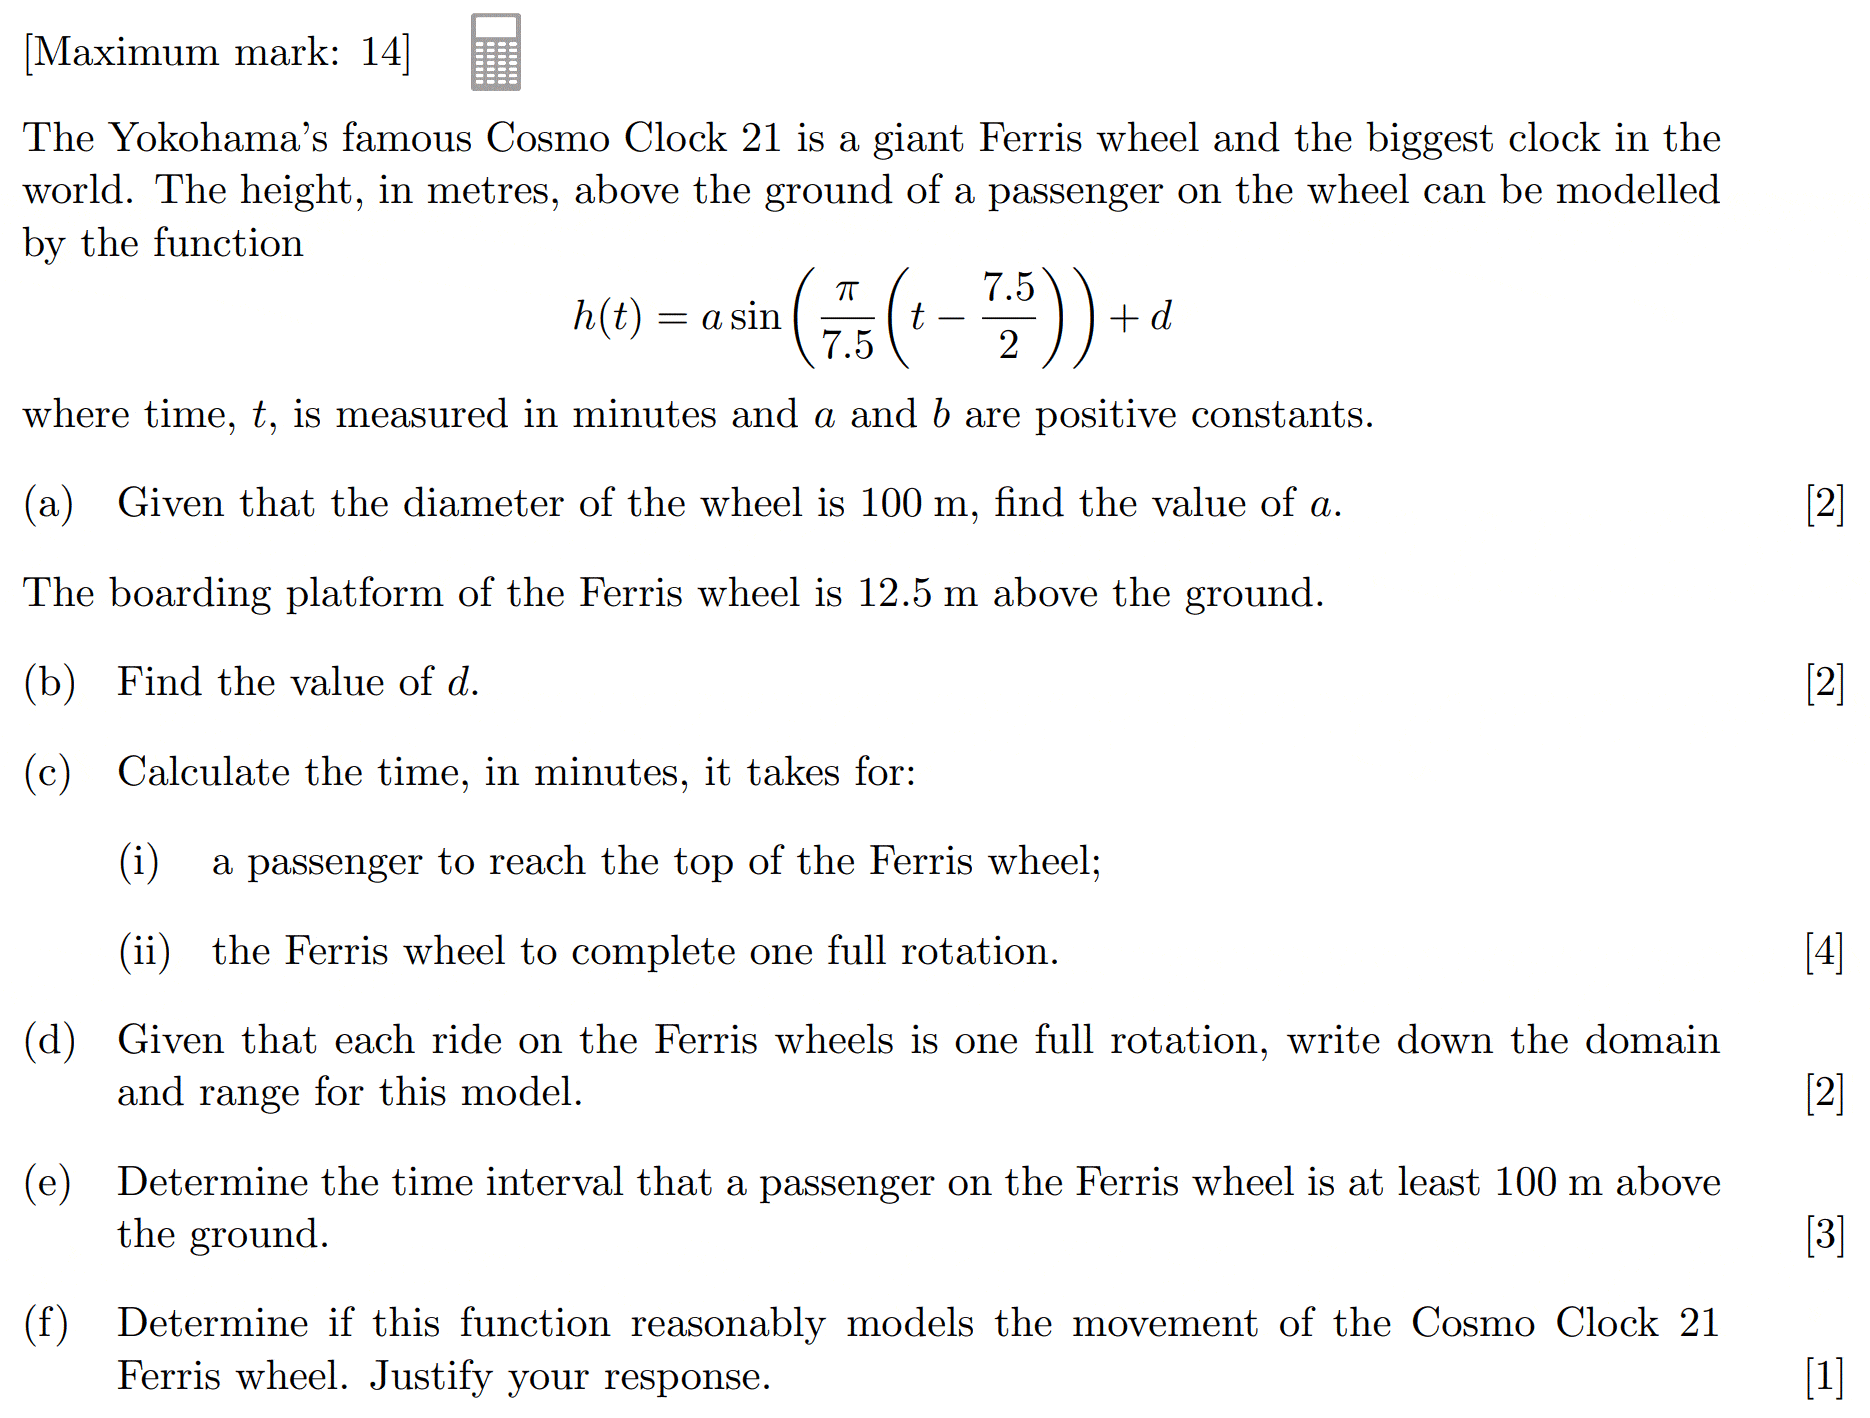 [Maximum mark: 14]
The Yokohama's famous Cosmo Clock 21 is a giant Ferris wheel and the biggest clock in the
world. The height, in metres, above the ground of a passenger on the wheel can be modelled
by the function
h(t) = a sin(π/7.5 (t − 7.5/2)) + d
where time, t, is measured in minutes and a and b are positive constants.
(a) Given that the diameter of the wheel is 100 m, find the value of a. [2]
The boarding platform of the Ferris wheel is 12.5 m above the ground.
(b) Find the value of d. [2]
(c) Calculate the time, in minutes, it takes for:
(i) a passenger to reach the top of the Ferris wheel;
(ii) the Ferris wheel to complete one full rotation. [4]
(d) Given that each ride on the Ferris wheels is one full rotation, write down the domain
and range for this model. [2]
(e) Determine the time interval that a passenger on the Ferris wheel is at least 100 m above
the ground. [3]
(f) Determine if this function reasonably models the movement of the Cosmo Clock 21
Ferris wheel. Justify your response. [1]